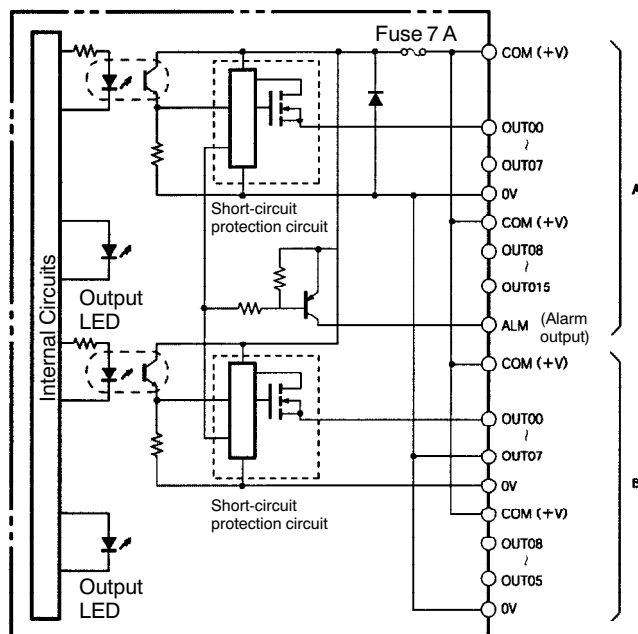 Fuse 7 A
COM (+V)
OUT00
~
OUT07
0V
Short-circuit
protection circuit
COM (+V)
OUT08
~
OUT015
A
Internal Circuits
Output
LED
ALM
(Alarm
output)
COM (+V)
OUT00
~
OUT07
0V
Short-circuit
protection circuit
COM (+V)
OUT08
~
OUT05
0V
B
Output
LED